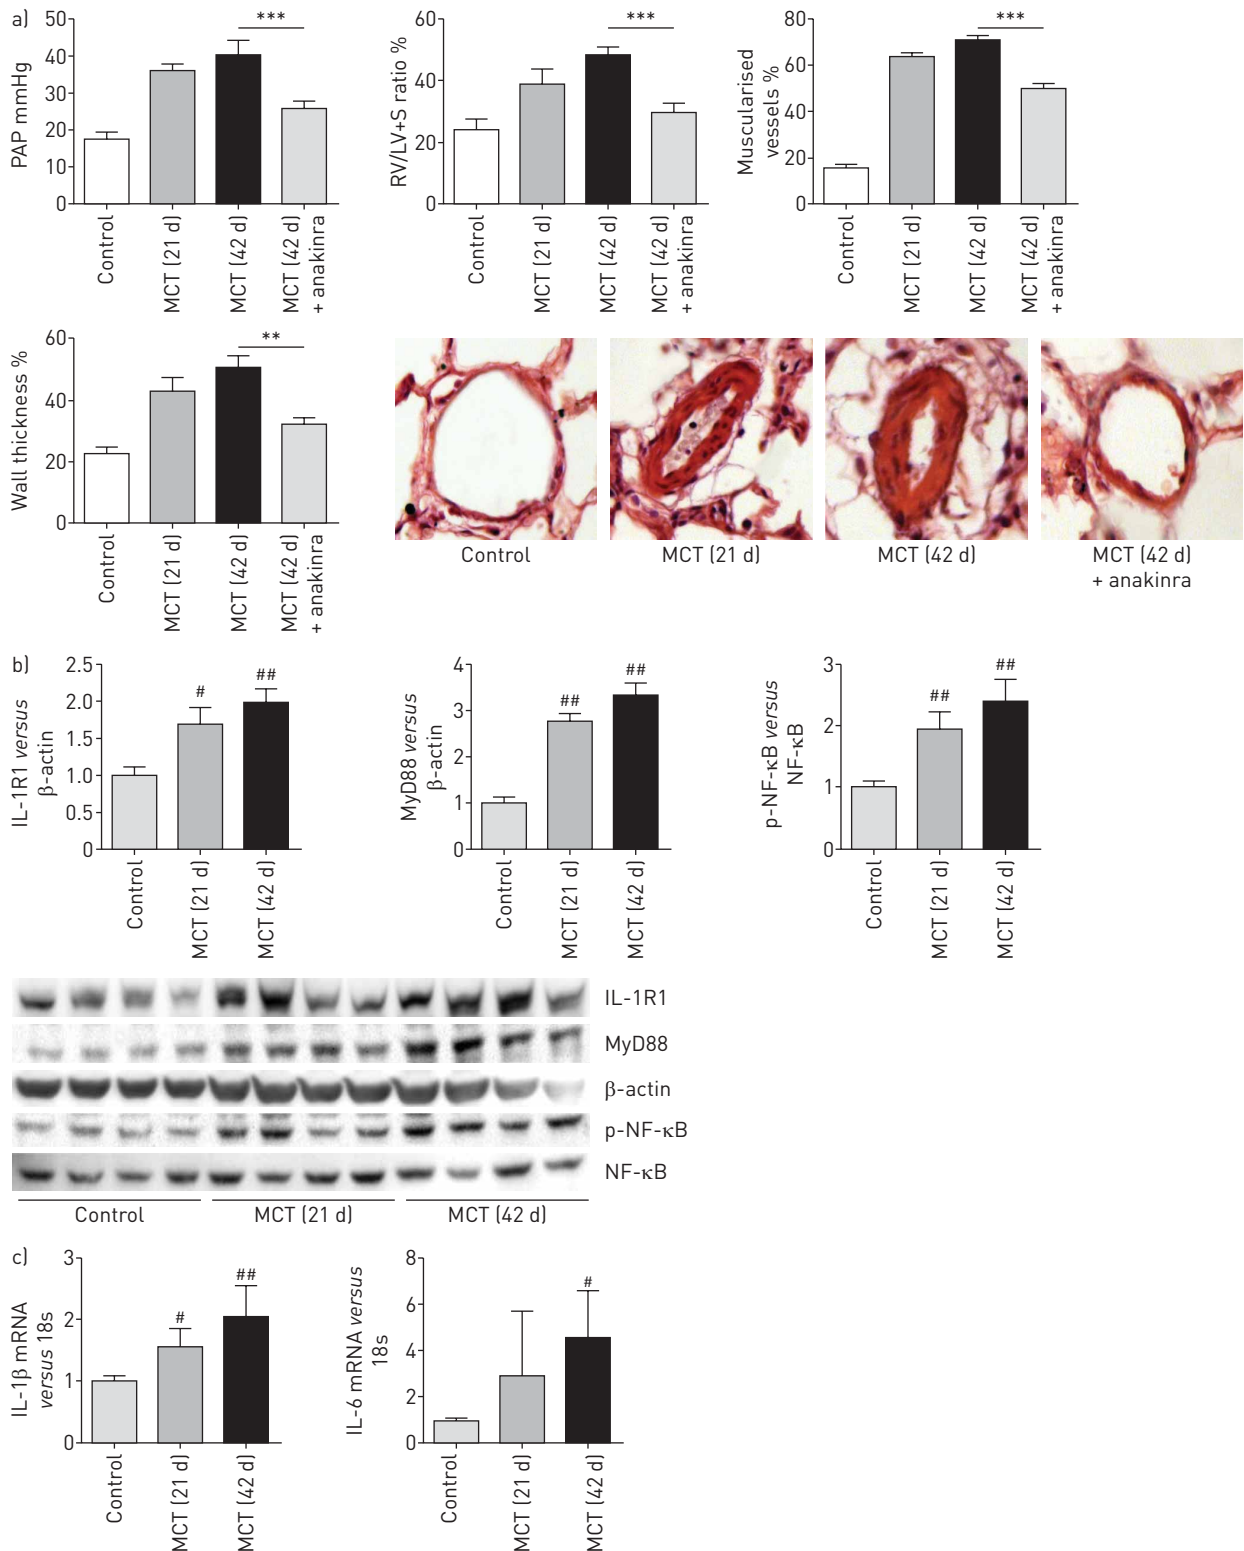 a)
PAP mmHg
50
40
30
20
10
0
***
Control
MCT (21 d)
MCT (42 d)
MCT (42 d)
+ anakinra
RV/LV+S ratio %
60
40
20
0
***
Control
MCT (21 d)
MCT (42 d)
MCT (42 d)
+ anakinra
Muscularised
vessels %
80
60
40
20
0
***
Control
MCT (21 d)
MCT (42 d)
MCT (42 d)
+ anakinra
Wall thickness %
60
40
20
0
**
Control
MCT (21 d)
MCT (42 d)
MCT (42 d)
+ anakinra
Control
MCT (21 d)
MCT (42 d)
MCT (42 d)
+ anakinra
b)
IL-1R1 versus
β-actin
2.5
2.0
1.5
1.0
0.5
0.0
#
##
Control
MCT (21 d)
MCT (42 d)
MyD88 versus
β-actin
4
3
2
1
0
##
##
Control
MCT (21 d)
MCT (42 d)
p-NF-κB versus
NF-κB
3
2
1
0
##
##
Control
MCT (21 d)
MCT (42 d)
IL-1R1
MyD88
β-actin
p-NF-κB
NF-κB
Control
MCT (21 d)
MCT (42 d)
c)
IL-1β mRNA
versus 18s
3
2
1
0
#
##
Control
MCT (21 d)
MCT (42 d)
IL-6 mRNA versus
18s
8
6
4
2
0
#
Control
MCT (21 d)
MCT (42 d)